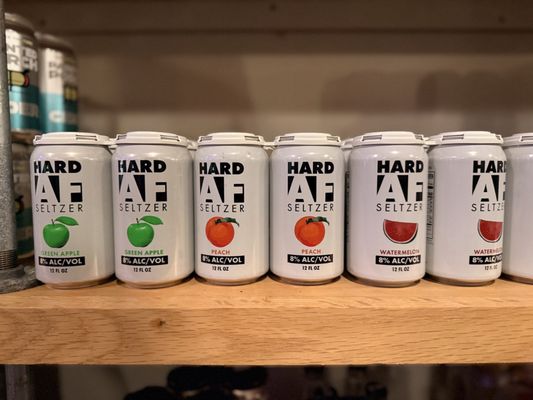 HARD
AF
SELTZER
GREEN APPLE
8% ALC/VOL
12 fl oz
HARD
AF
SELTZER
GREEN APPLE
8% ALC/VOL
12 fl oz
HARD
AF
SELTZER
PEACH
8% ALC/VOL
12 fl oz
HARD
AF
SELTZER
PEACH
8% ALC/VOL
12 fl oz
HARD
AF
SELTZER
WATERMELON
8% ALC/VOL
12 fl oz
HARD
AF
SELTZER
WATERMELON
8% ALC/VOL
12 fl oz